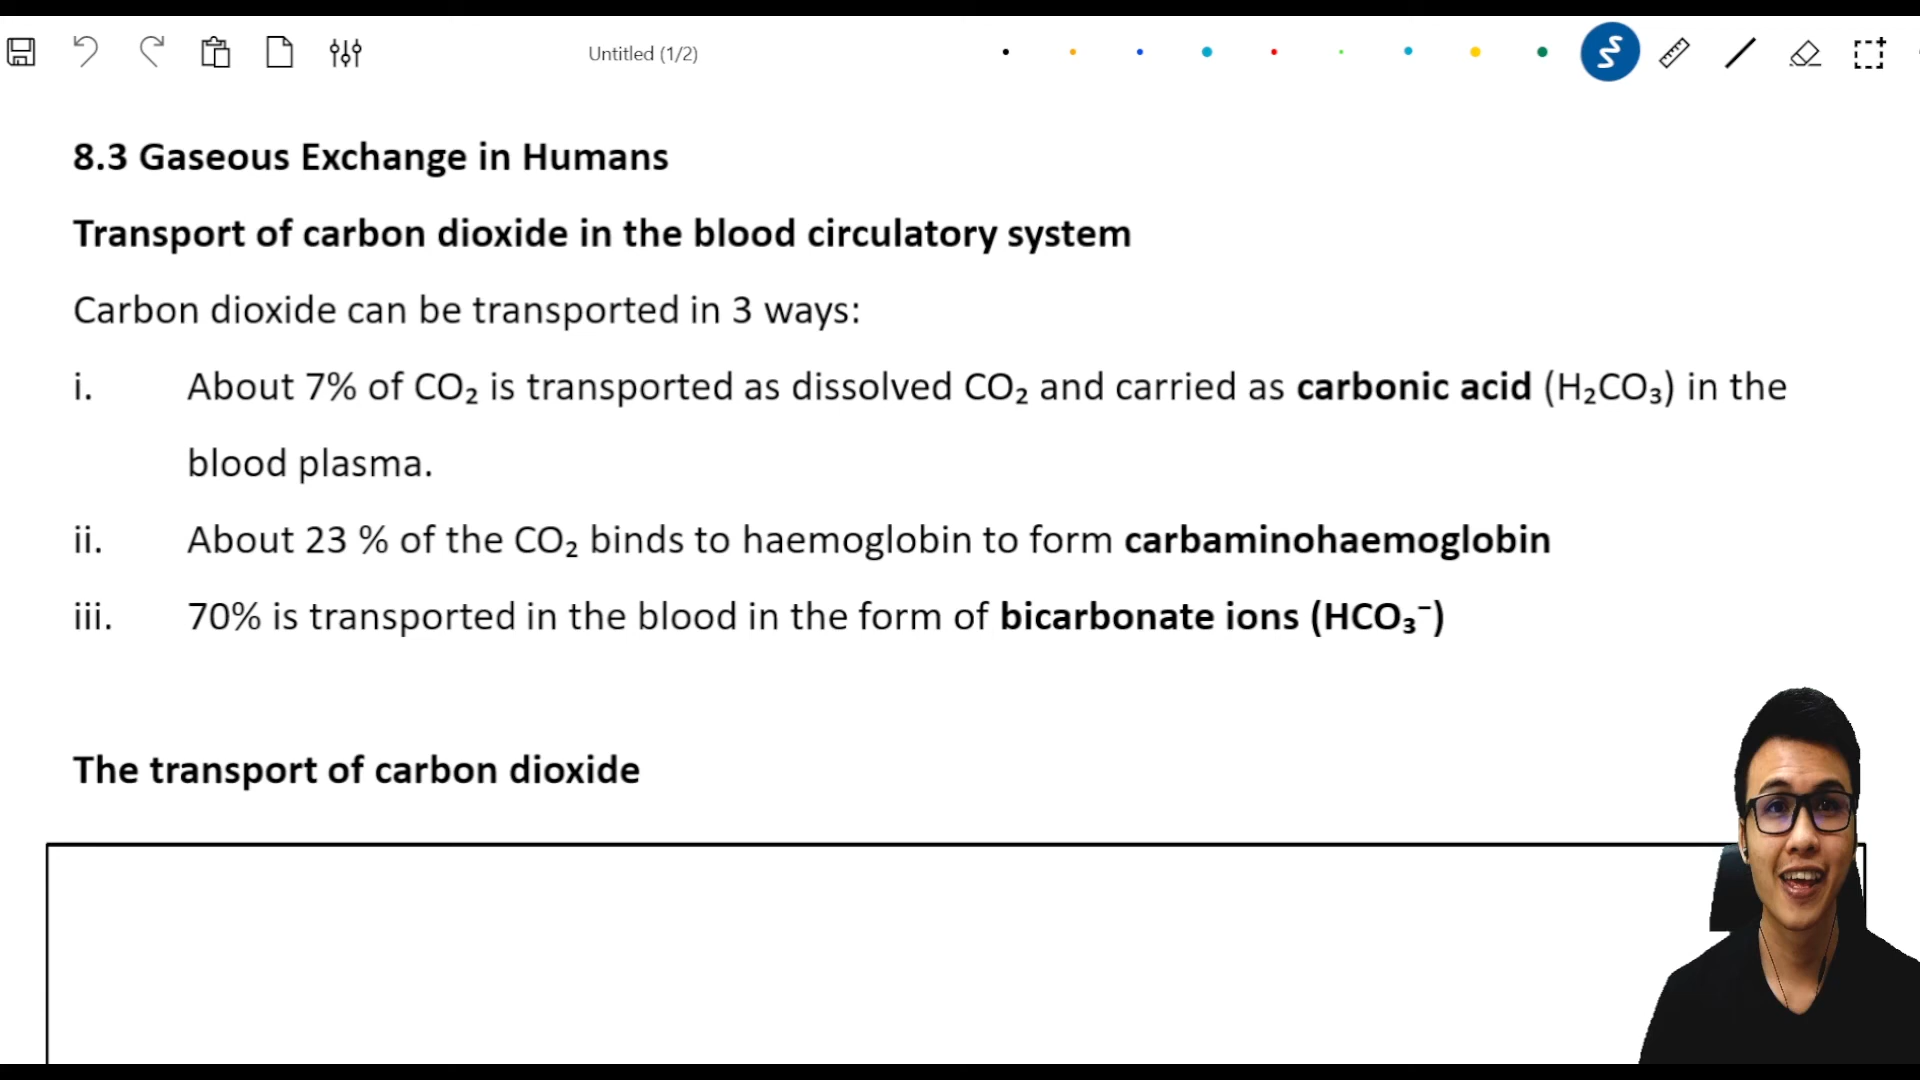 Untitled (1/2)
8.3 Gaseous Exchange in Humans
Transport of carbon dioxide in the blood circulatory system
Carbon dioxide can be transported in 3 ways:
i. About 7% of CO₂ is transported as dissolved CO₂ and carried as carbonic acid (H₂CO₃) in the
blood plasma.
ii. About 23 % of the CO₂ binds to haemoglobin to form carbaminohaemoglobin
iii. 70% is transported in the blood in the form of bicarbonate ions (HCO₃⁻)
The transport of carbon dioxide